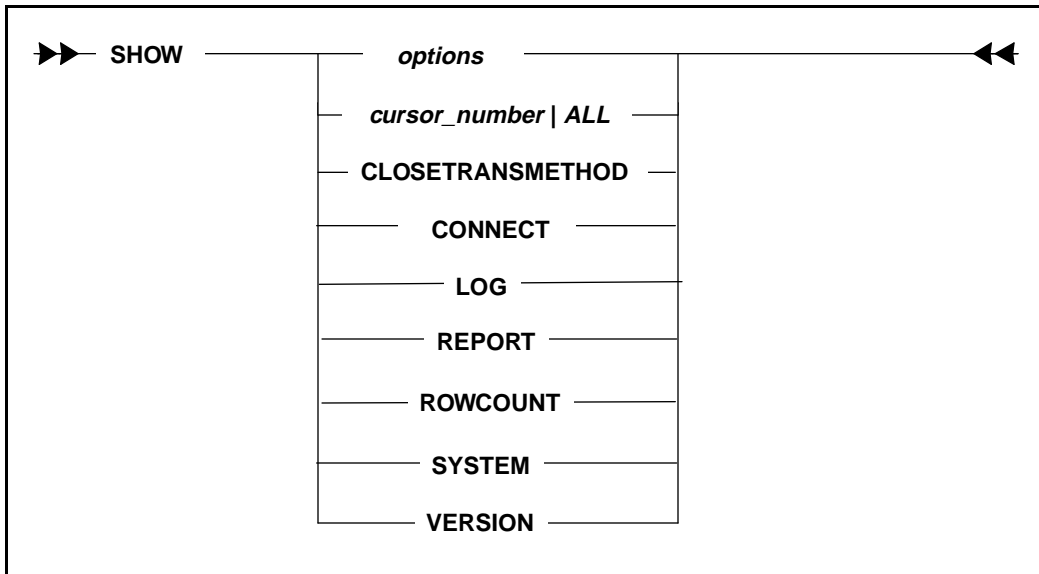 SHOW options
cursor_number | ALL
CLOSETRANSMETHOD
CONNECT
LOG
REPORT
ROWCOUNT
SYSTEM
VERSION